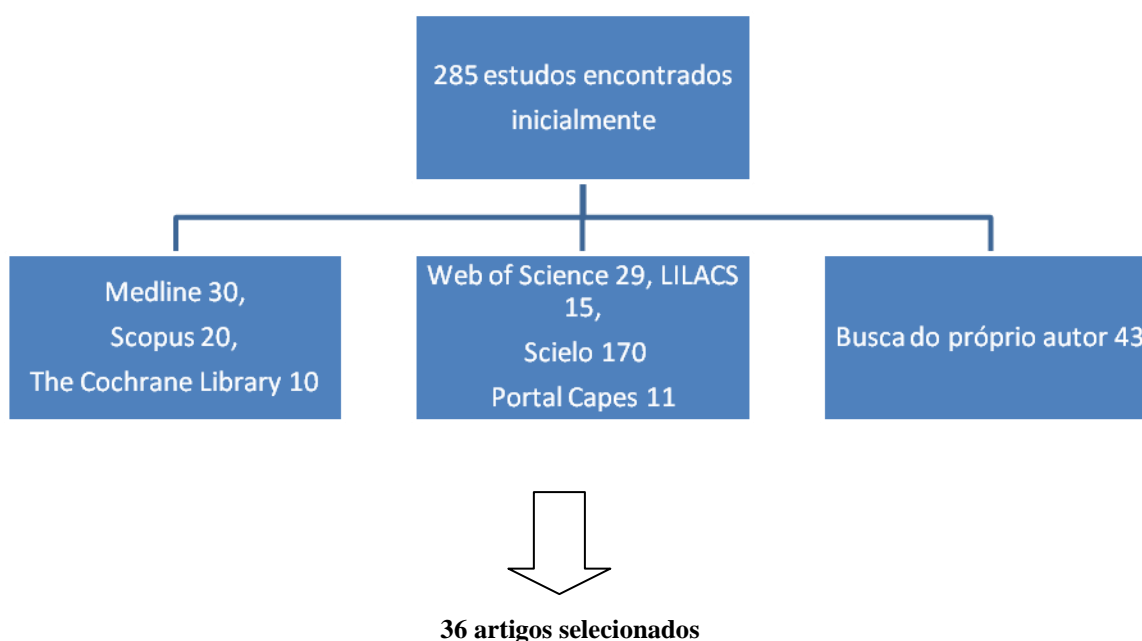 285 estudos encontrados
inicialmente
Medline 30,
Scopus 20,
The Cochrane Library 10
Web of Science 29, LILACS
15,
Scielo 170
Portal Capes 11
Busca do próprio autor 43
36 artigos selecionados